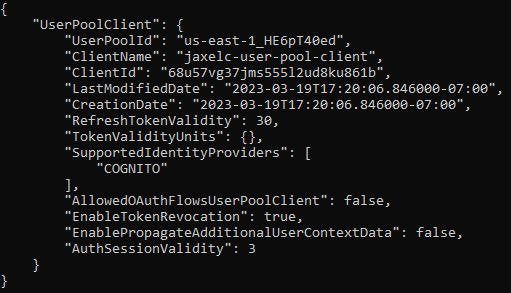 {
    "UserPoolClient": {
        "UserPoolId": "us-east-1_HE6pT40ed",
        "ClientName": "jaxelc-user-pool-client",
        "ClientId": "68u57vg37jms555l2ud8ku861b",
        "LastModifiedDate": "2023-03-19T17:20:06.846000-07:00",
        "CreationDate": "2023-03-19T17:20:06.846000-07:00",
        "RefreshTokenValidity": 30,
        "TokenValidityUnits": {},
        "SupportedIdentityProviders": [
            "COGNITO"
        ],
        "AllowedOAuthFlowsUserPoolClient": false,
        "EnableTokenRevocation": true,
        "EnablePropagateAdditionalUserContextData": false,
        "AuthSessionValidity": 3
    }
}